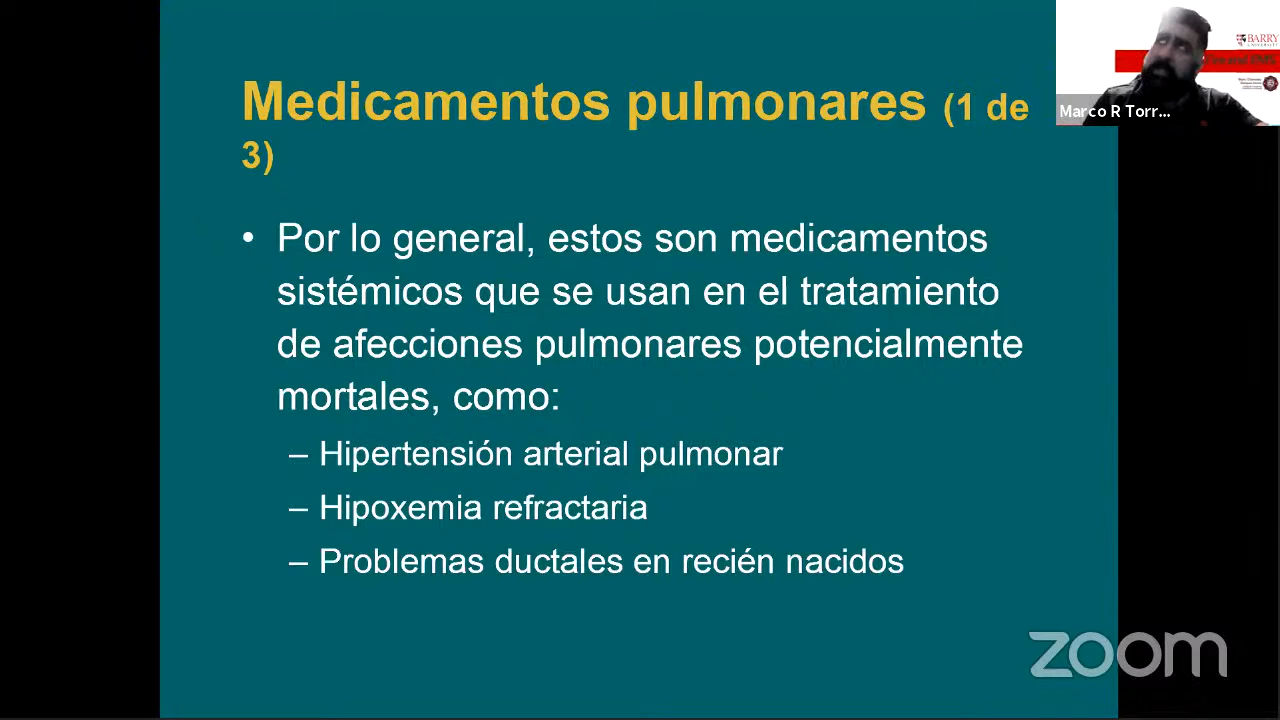 Medicamentos pulmonares (1 de
3)
• Por lo general, estos son medicamentos
sistémicos que se usan en el tratamiento
de afecciones pulmonares potencialmente
mortales, como:
– Hipertensión arterial pulmonar
– Hipoxemia refractaria
– Problemas ductales en recién nacidos
BARRY
Marco R Torr...
zoom